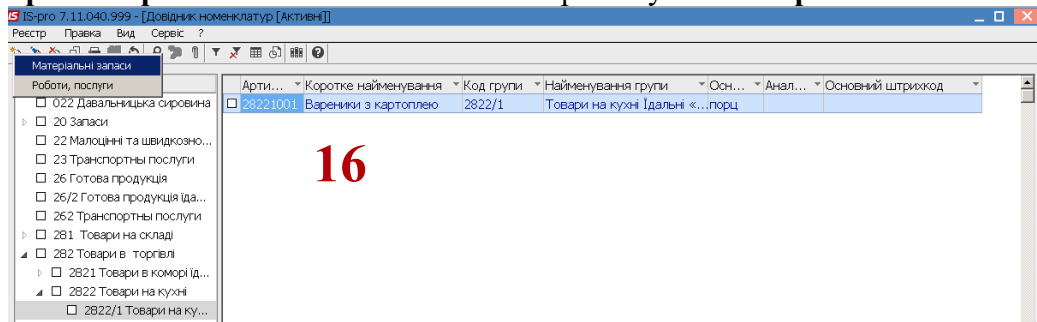 IS-pro 7.11.040.999 - [Довідник номенклатур [Активні]]
Реєстр Правка Вид Сервіс ?
Матеріальні запаси
Роботи, послуги
Арти... Коротке найменування Код групи Найменування групи Осн... Анал... Основний штрихкод
022 Давальницька сировина
28221001 Вареники з картоплею 2822/1 Товари на кухні Їдальні «... порц
20 Запаси
22 Малоцінні та швидкозно...
23 Транспортны послуги
26 Готова продукція
26/2 Готова продукція їда...
262 Транспортны послуги
281 Товари на складі
282 Товари в торгівлі
2821 Товари в коморі їд...
2822 Товари на кухні
2822/1 Товари на ку...
16